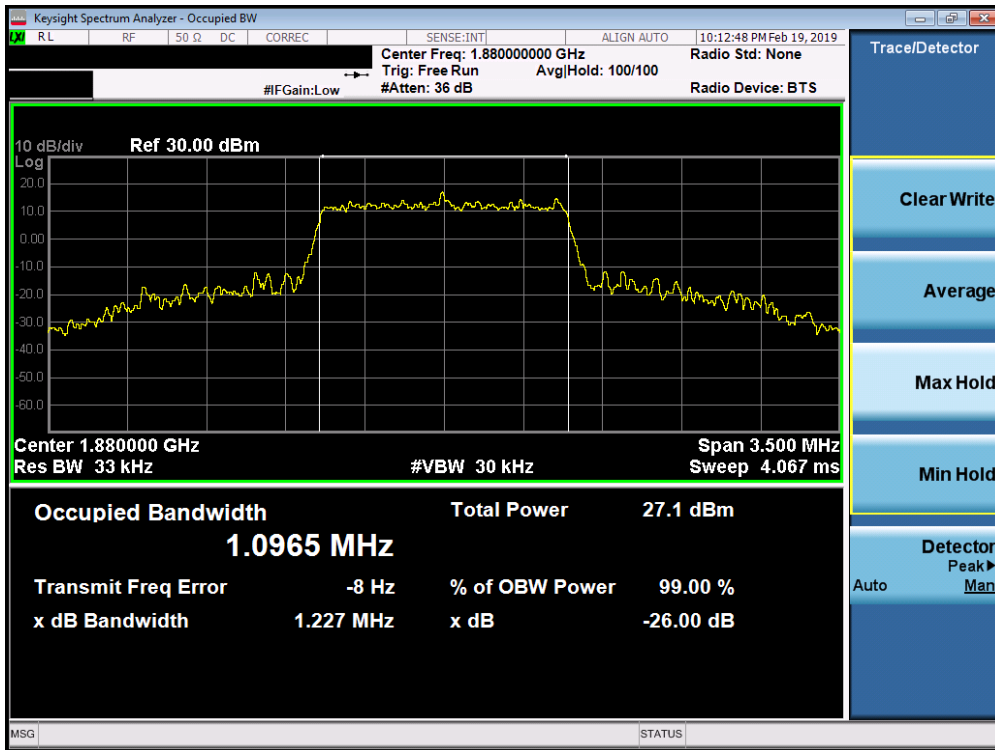 Keysight Spectrum Analyzer - Occupied BW
LXI RL RF 50 Ω DC CORREC SENSE:INT ALIGN AUTO 10:12:48 PM Feb 19, 2019
Center Freq: 1.880000000 GHz Radio Std: None
Trig: Free Run Avg|Hold: 100/100
#IFGain:Low #Atten: 36 dB Radio Device: BTS
10 dB/div Ref 30.00 dBm
Log
20.0
10.0
0.00
-10.0
-20.0
-30.0
-40.0
-50.0
-60.0
Center 1.880000 GHz Span 3.500 MHz
Res BW 33 kHz #VBW 30 kHz Sweep 4.067 ms
Occupied Bandwidth Total Power 27.1 dBm
1.0965 MHz
Transmit Freq Error -8 Hz % of OBW Power 99.00 %
x dB Bandwidth 1.227 MHz x dB -26.00 dB
MSG STATUS
Trace/Detector
Clear Write
Average
Max Hold
Min Hold
Detector
Peak▶
Auto Man